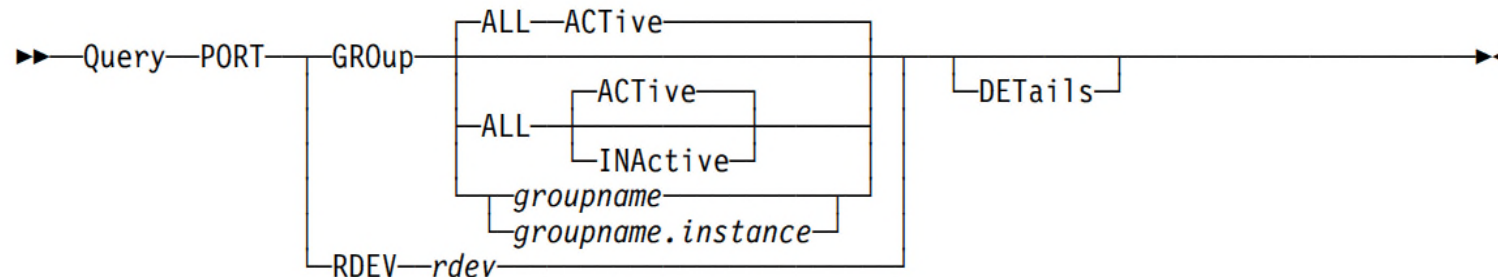 ALL ACTive
Query PORT GROup
DETails
ACTive
ALL
INActive
groupname
groupname.instance
RDEV rdev